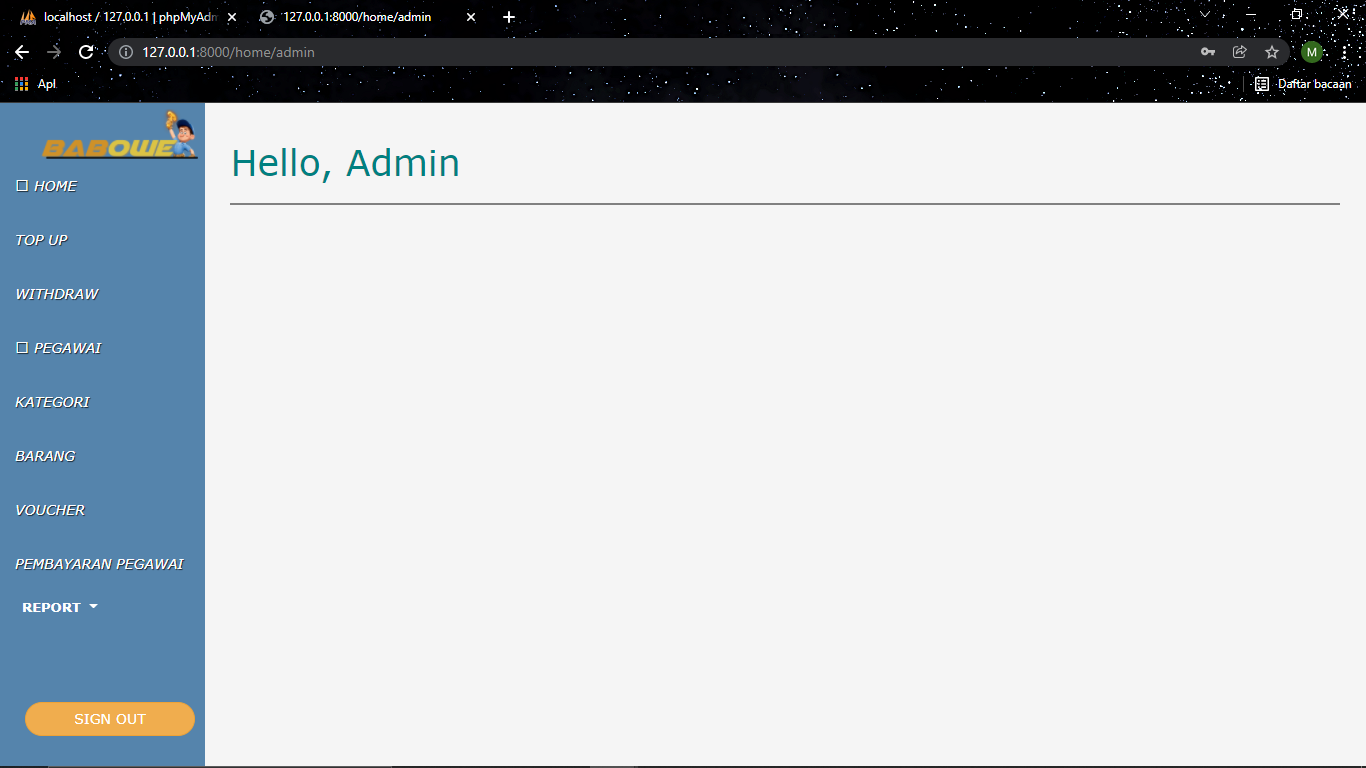 localhost / 127.0.0.1 | phpMyAdm
127.0.0.1:8000/home/admin
127.0.0.1:8000/home/admin
M
Apl
Daftar bacaan
BABOWE
Hello, Admin
HOME
TOP UP
WITHDRAW
PEGAWAI
KATEGORI
BARANG
VOUCHER
PEMBAYARAN PEGAWAI
REPORT
SIGN OUT